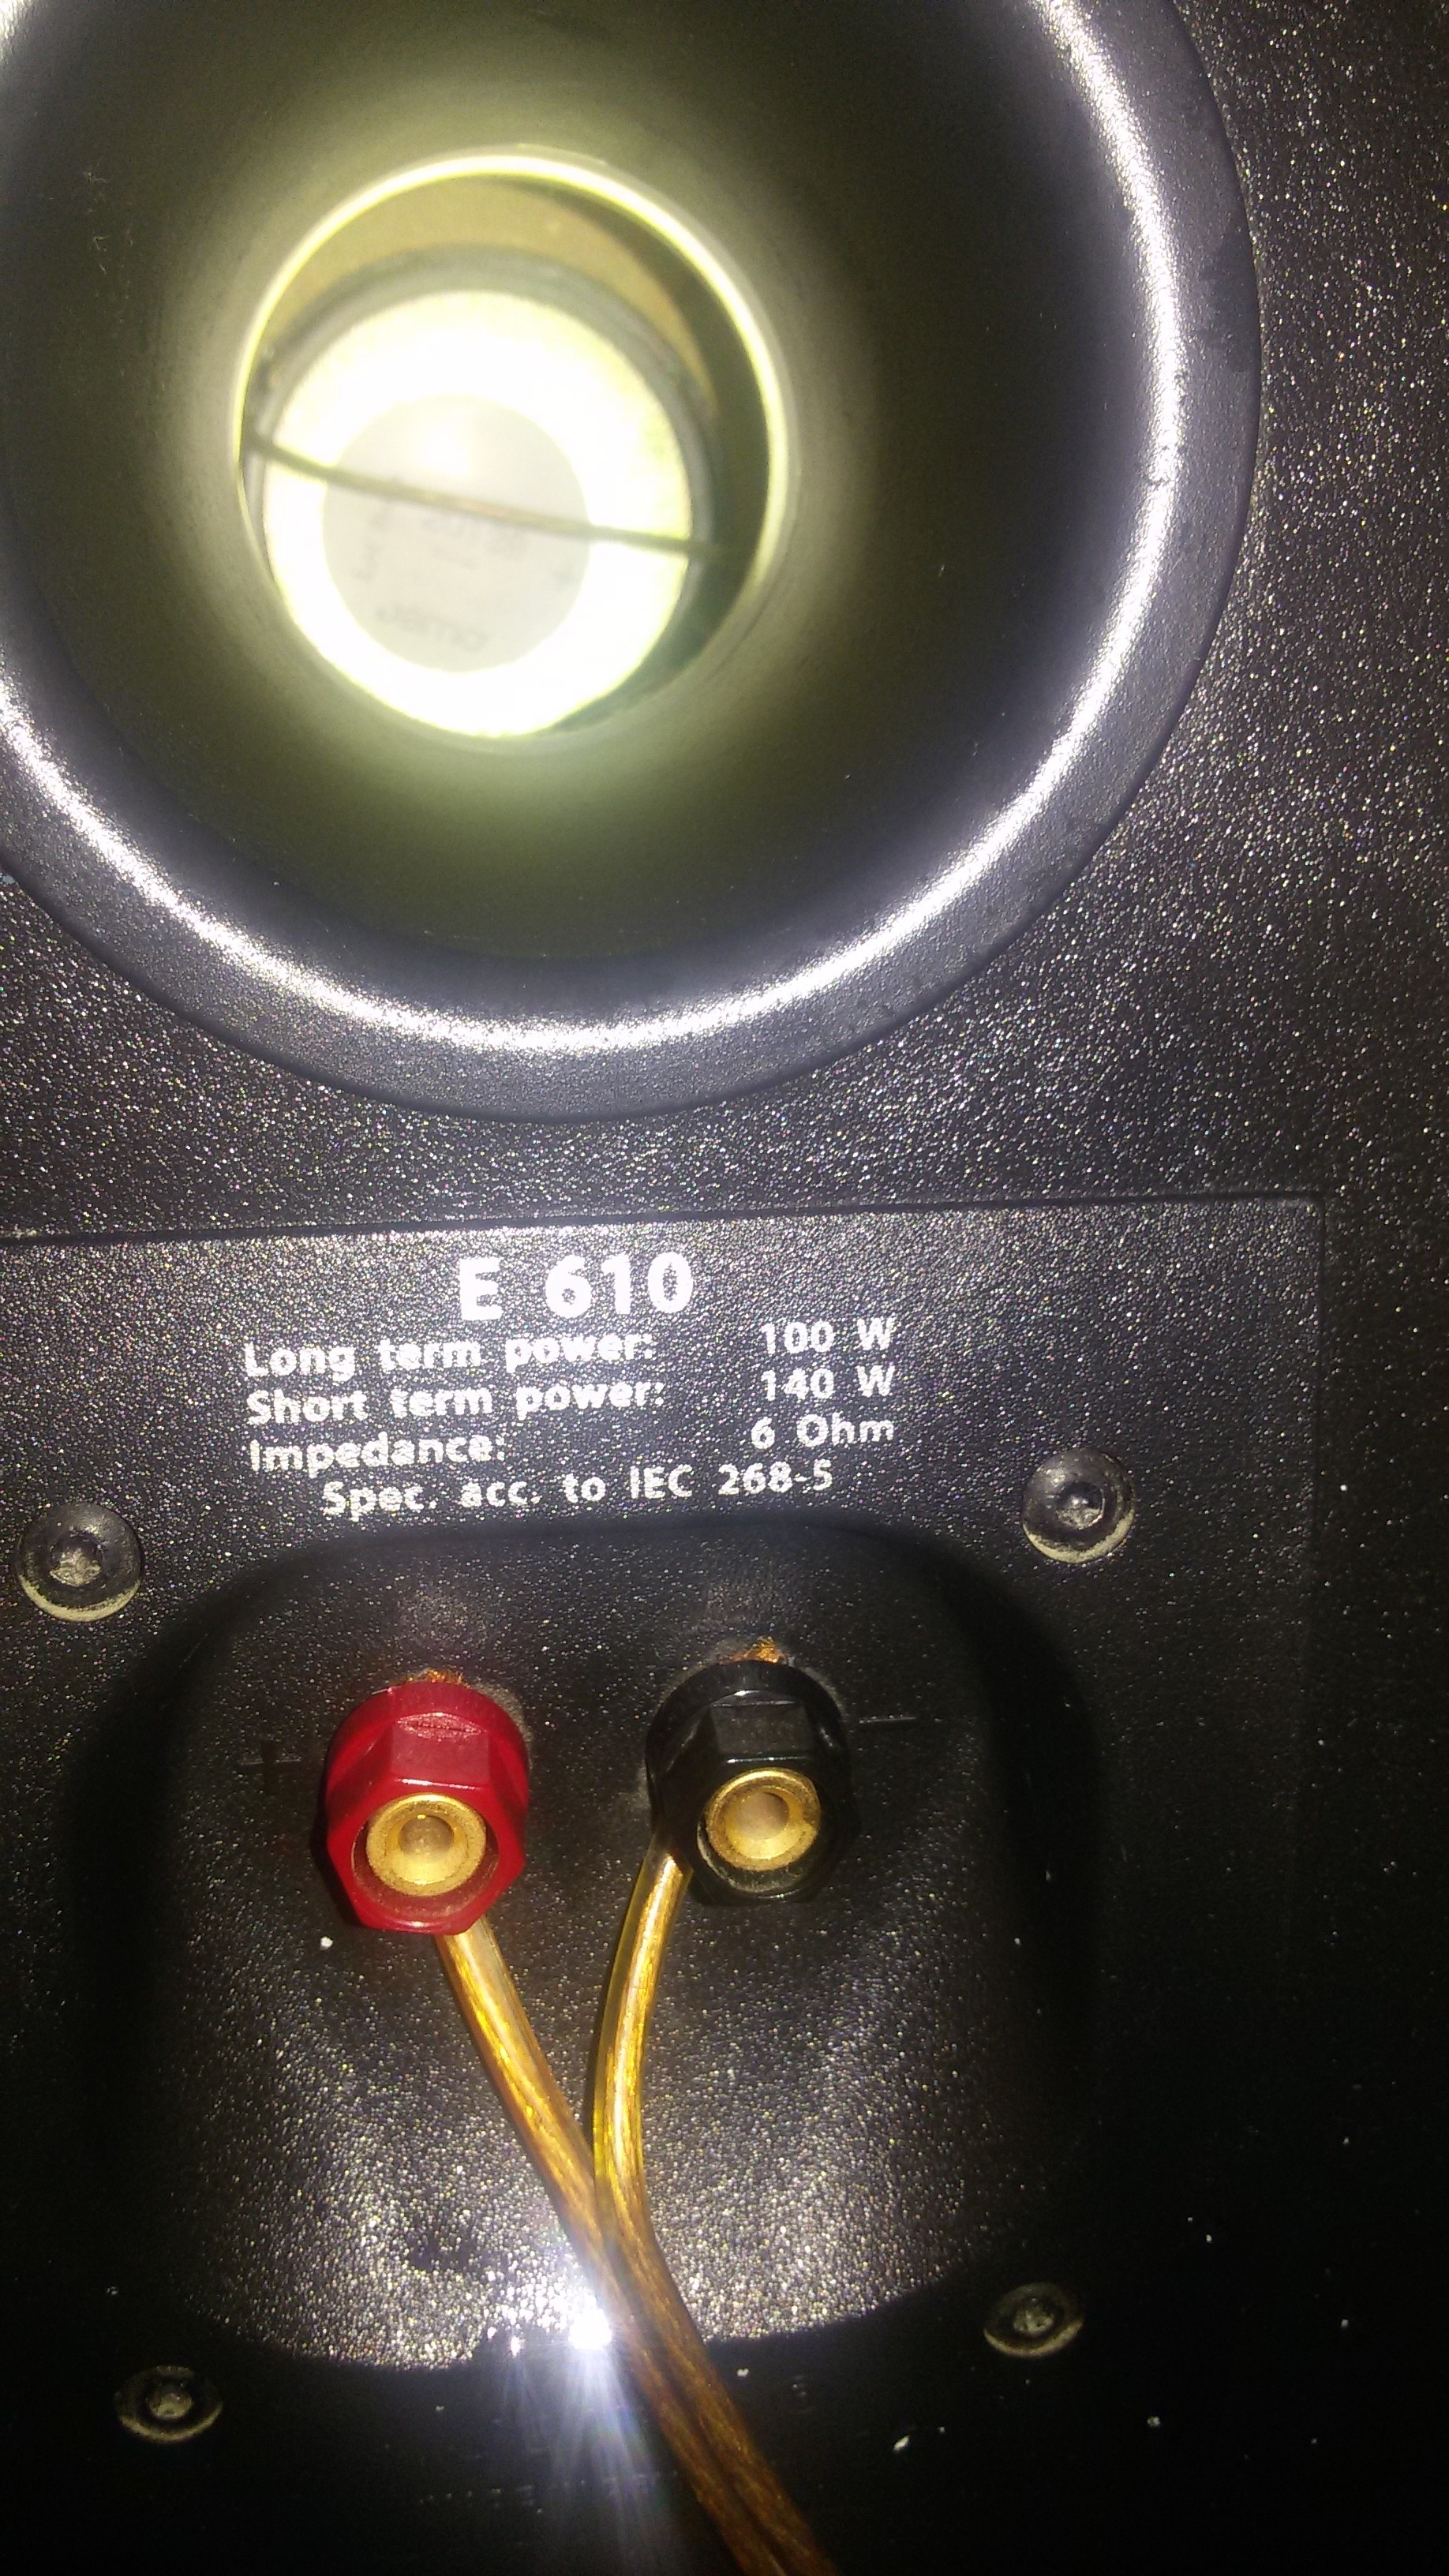 E 610
Long term power: 100 W
Short term power: 140 W
Impedance: 6 Ohm
Spec. acc. to IEC 268-5
+ −